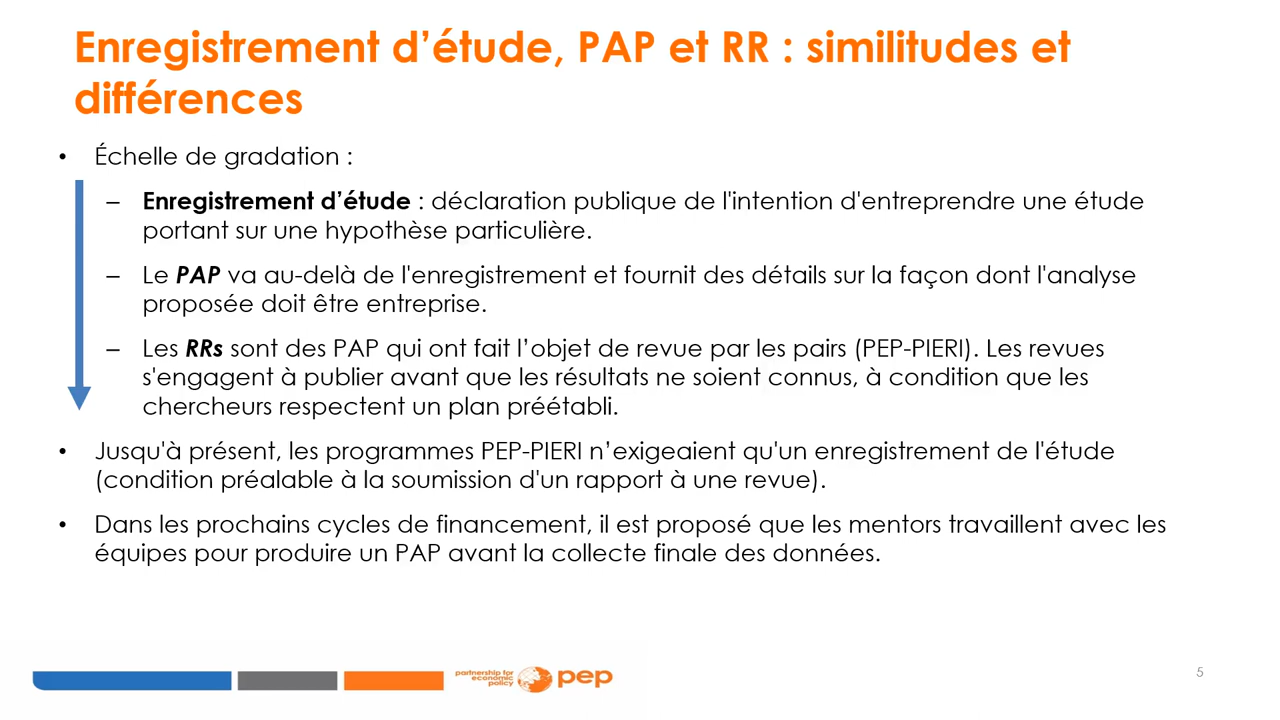 Enregistrement d’étude, PAP et RR : similitudes et
différences
• Échelle de gradation :
– Enregistrement d’étude : déclaration publique de l'intention d'entreprendre une étude
portant sur une hypothèse particulière.
– Le PAP va au-delà de l'enregistrement et fournit des détails sur la façon dont l'analyse
proposée doit être entreprise.
– Les RRs sont des PAP qui ont fait l’objet de revue par les pairs (PEP-PIERI). Les revues
s'engagent à publier avant que les résultats ne soient connus, à condition que les
chercheurs respectent un plan préétabli.
• Jusqu'à présent, les programmes PEP-PIERI n’exigeaient qu'un enregistrement de l'étude
(condition préalable à la soumission d'un rapport à une revue).
• Dans les prochains cycles de financement, il est proposé que les mentors travaillent avec les
équipes pour produire un PAP avant la collecte finale des données.
partnership for
economic
policy
pep
5